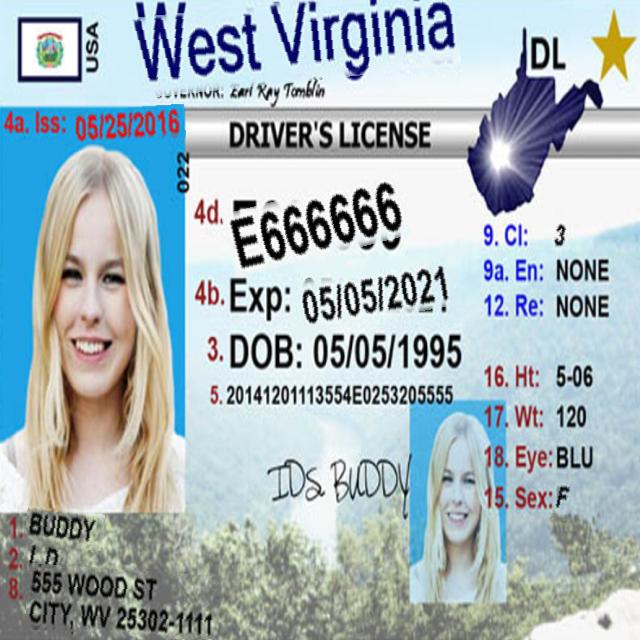 USA
West Virginia
GOVERNOR: Earl Ray Tomblin
DL
4a. Iss: 05/25/2016
DRIVER'S LICENSE
022
4d. E666666
9. Cl: 3
9a. En: NONE
4b. Exp: 05/05/2021
12. Re: NONE
3. DOB: 05/05/1995
16. Ht: 5-06
5. 20141201113554E0253205555
17. Wt: 120
18. Eye: BLU
IDs BUDDY
15. Sex: F
1. BUDDY
2. I.D.
8. 555 WOOD ST
CITY, WV 25302-1111